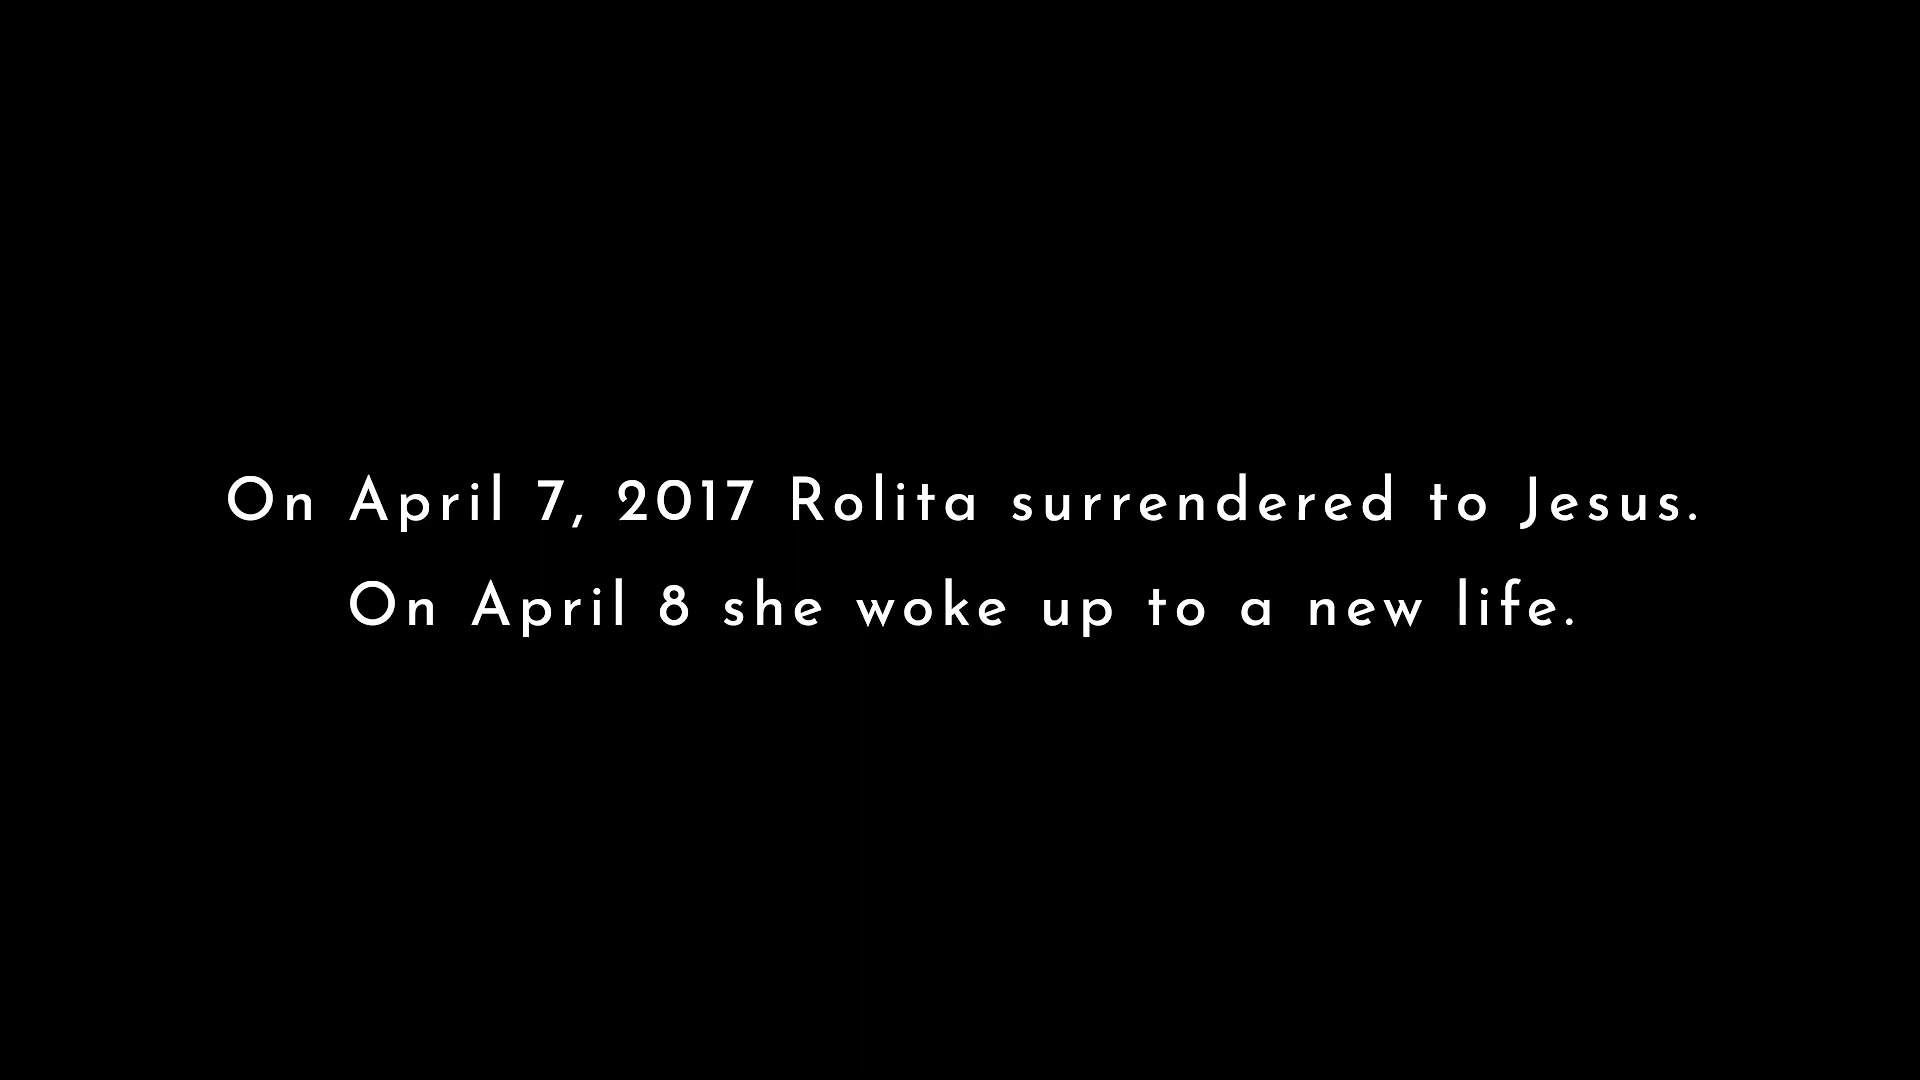 On April 7, 2017 Rolita surrendered to Jesus.
On April 8 she woke up to a new life.